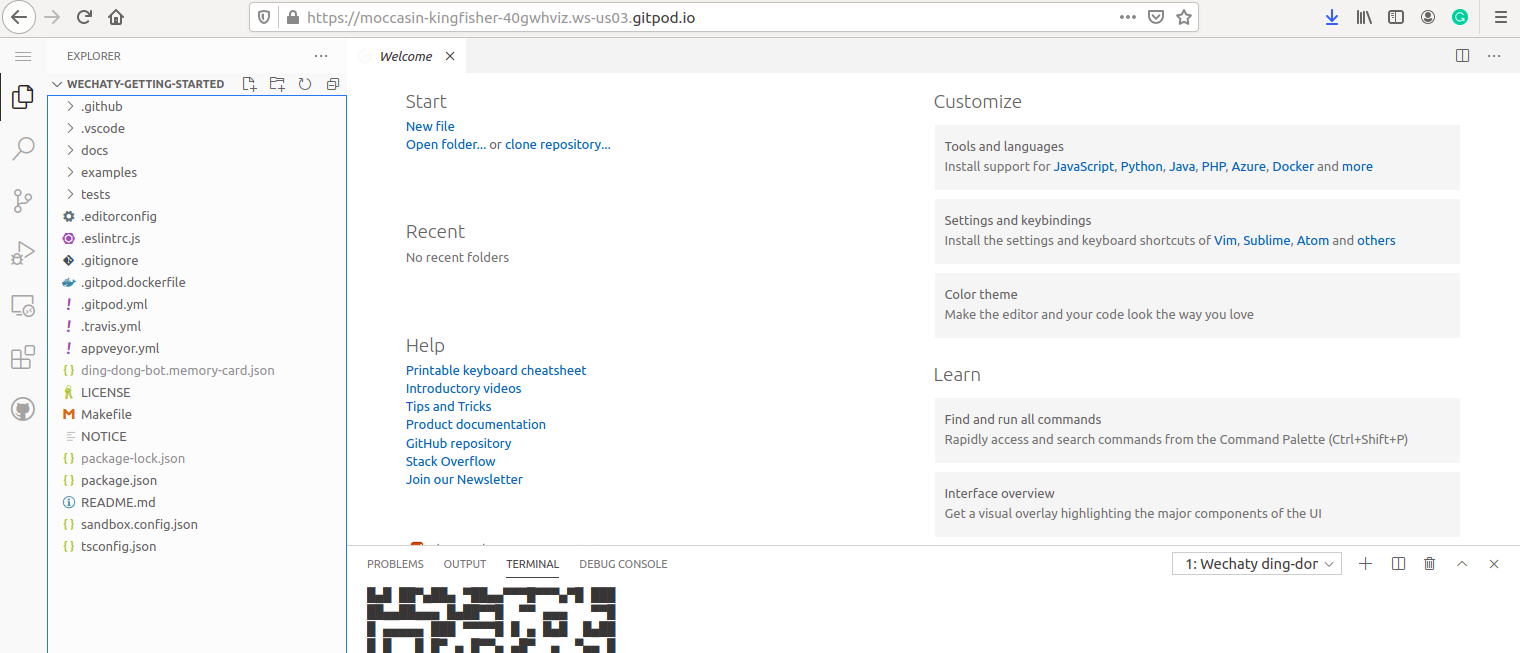 https://moccasin-kingfisher-40gwhviz.ws-us03.gitpod.io
EXPLORER
Welcome
WECHATY-GETTING-STARTED
.github
.vscode
docs
examples
tests
.editorconfig
.eslintrc.js
.gitignore
.gitpod.dockerfile
.gitpod.yml
.travis.yml
appveyor.yml
ding-dong-bot.memory-card.json
LICENSE
Makefile
NOTICE
package-lock.json
package.json
README.md
sandbox.config.json
tsconfig.json
Start
New file
Open folder... or clone repository...
Recent
No recent folders
Help
Printable keyboard cheatsheet
Introductory videos
Tips and Tricks
Product documentation
GitHub repository
Stack Overflow
Join our Newsletter
Customize
Tools and languages
Install support for JavaScript, Python, Java, PHP, Azure, Docker and more
Settings and keybindings
Install the settings and keyboard shortcuts of Vim, Sublime, Atom and others
Color theme
Make the editor and your code look the way you love
Learn
Find and run all commands
Rapidly access and search commands from the Command Palette (Ctrl+Shift+P)
Interface overview
Get a visual overlay highlighting the major components of the UI
PROBLEMS OUTPUT TERMINAL DEBUG CONSOLE
1: Wechaty ding-dor